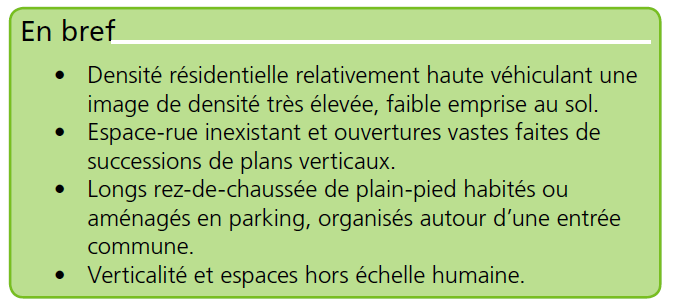 En bref
• Densité résidentielle relativement haute véhiculant une
image de densité très élevée, faible emprise au sol.
• Espace-rue inexistant et ouvertures vastes faites de
successions de plans verticaux.
• Longs rez-de-chaussée de plain-pied habités ou
aménagés en parking, organisés autour d’une entrée
commune.
• Verticalité et espaces hors échelle humaine.